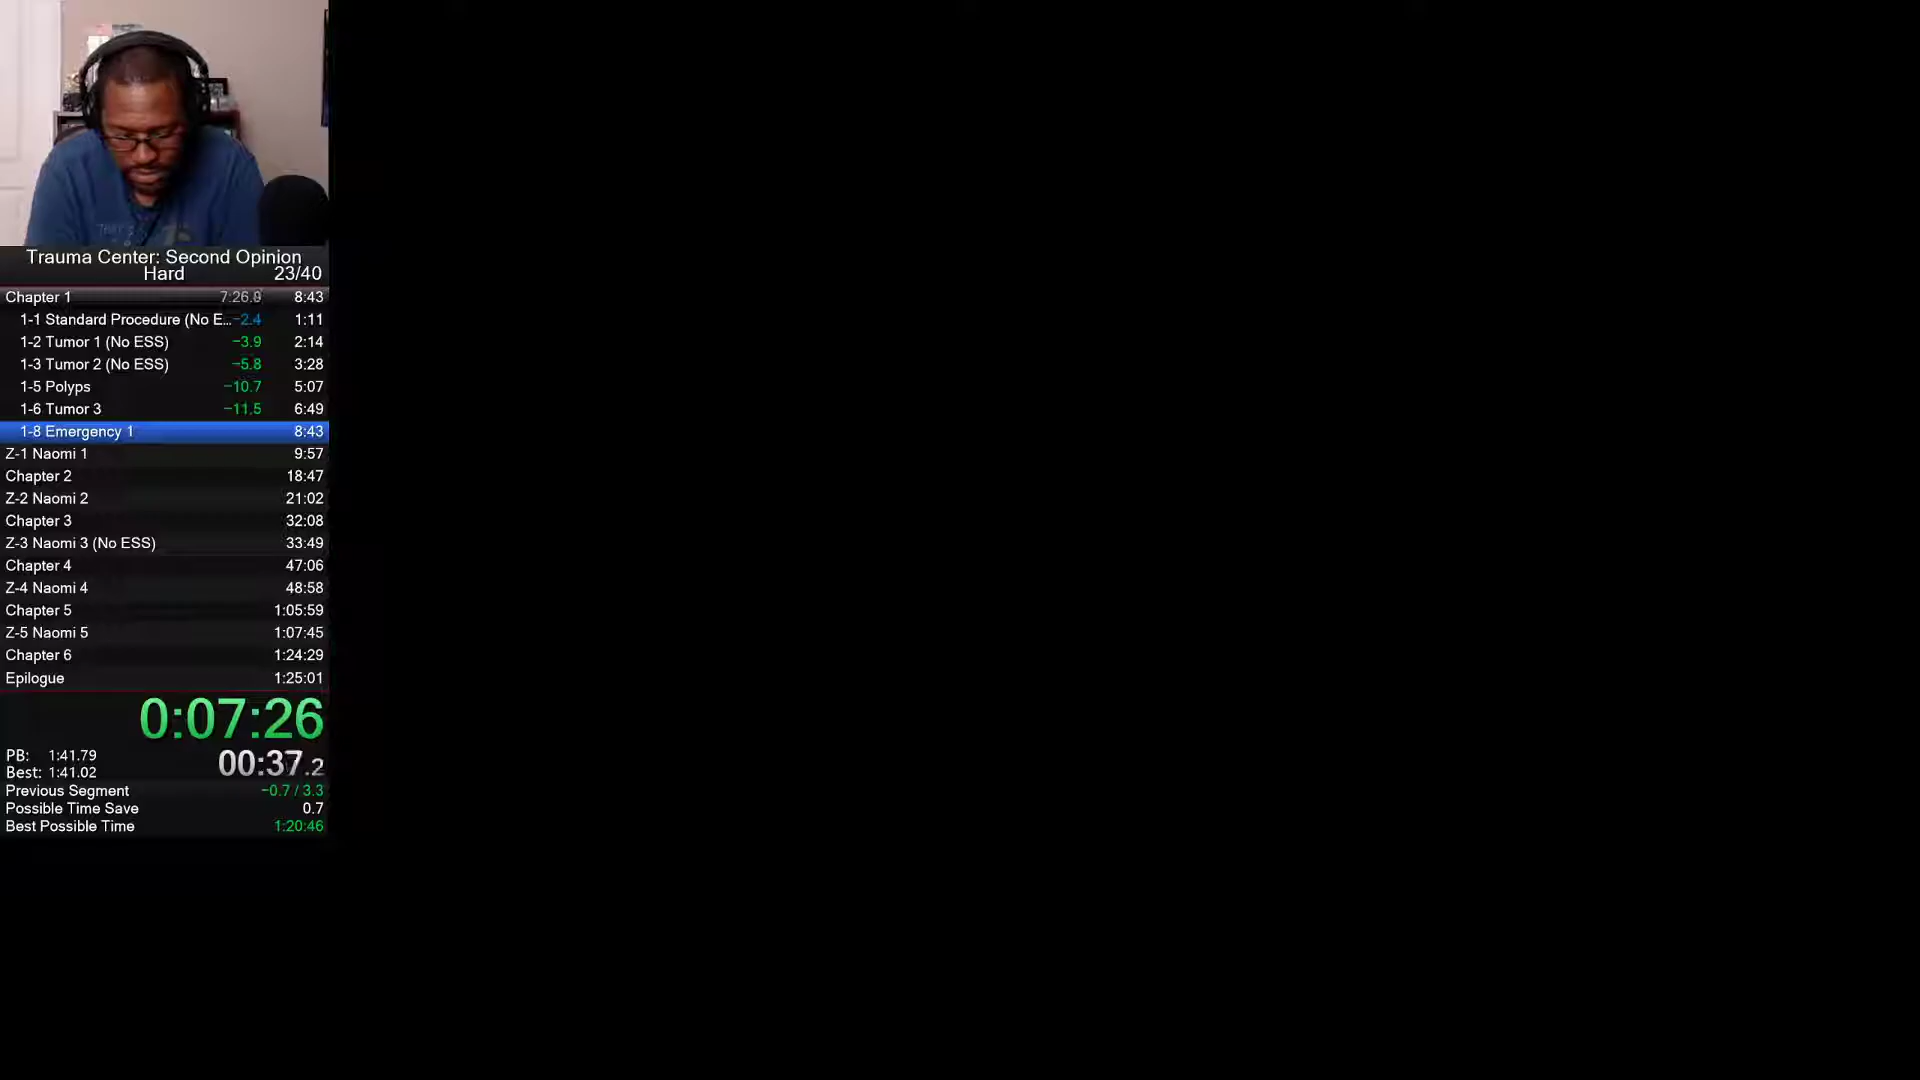 Trauma Center: Second Opinion
Hard 23/40
Chapter 1 7:26.0 8:43
1-1 Standard Procedure (No E... −2.4 1:11
1-2 Tumor 1 (No ESS) −3.9 2:14
1-3 Tumor 2 (No ESS) −5.8 3:28
1-5 Polyps −10.7 5:07
1-6 Tumor 3 −11.5 6:49
1-8 Emergency 1 8:43
Z-1 Naomi 1 9:57
Chapter 2 18:47
Z-2 Naomi 2 21:02
Chapter 3 32:08
Z-3 Naomi 3 (No ESS) 33:49
Chapter 4 47:06
Z-4 Naomi 4 48:58
Chapter 5 1:05:59
Z-5 Naomi 5 1:07:45
Chapter 6 1:24:29
Epilogue 1:25:01
0:07:26
PB: 1:41.79
00:37.2
Best: 1:41.02
Previous Segment −0.7 / 3.3
Possible Time Save 0.7
Best Possible Time 1:20:46